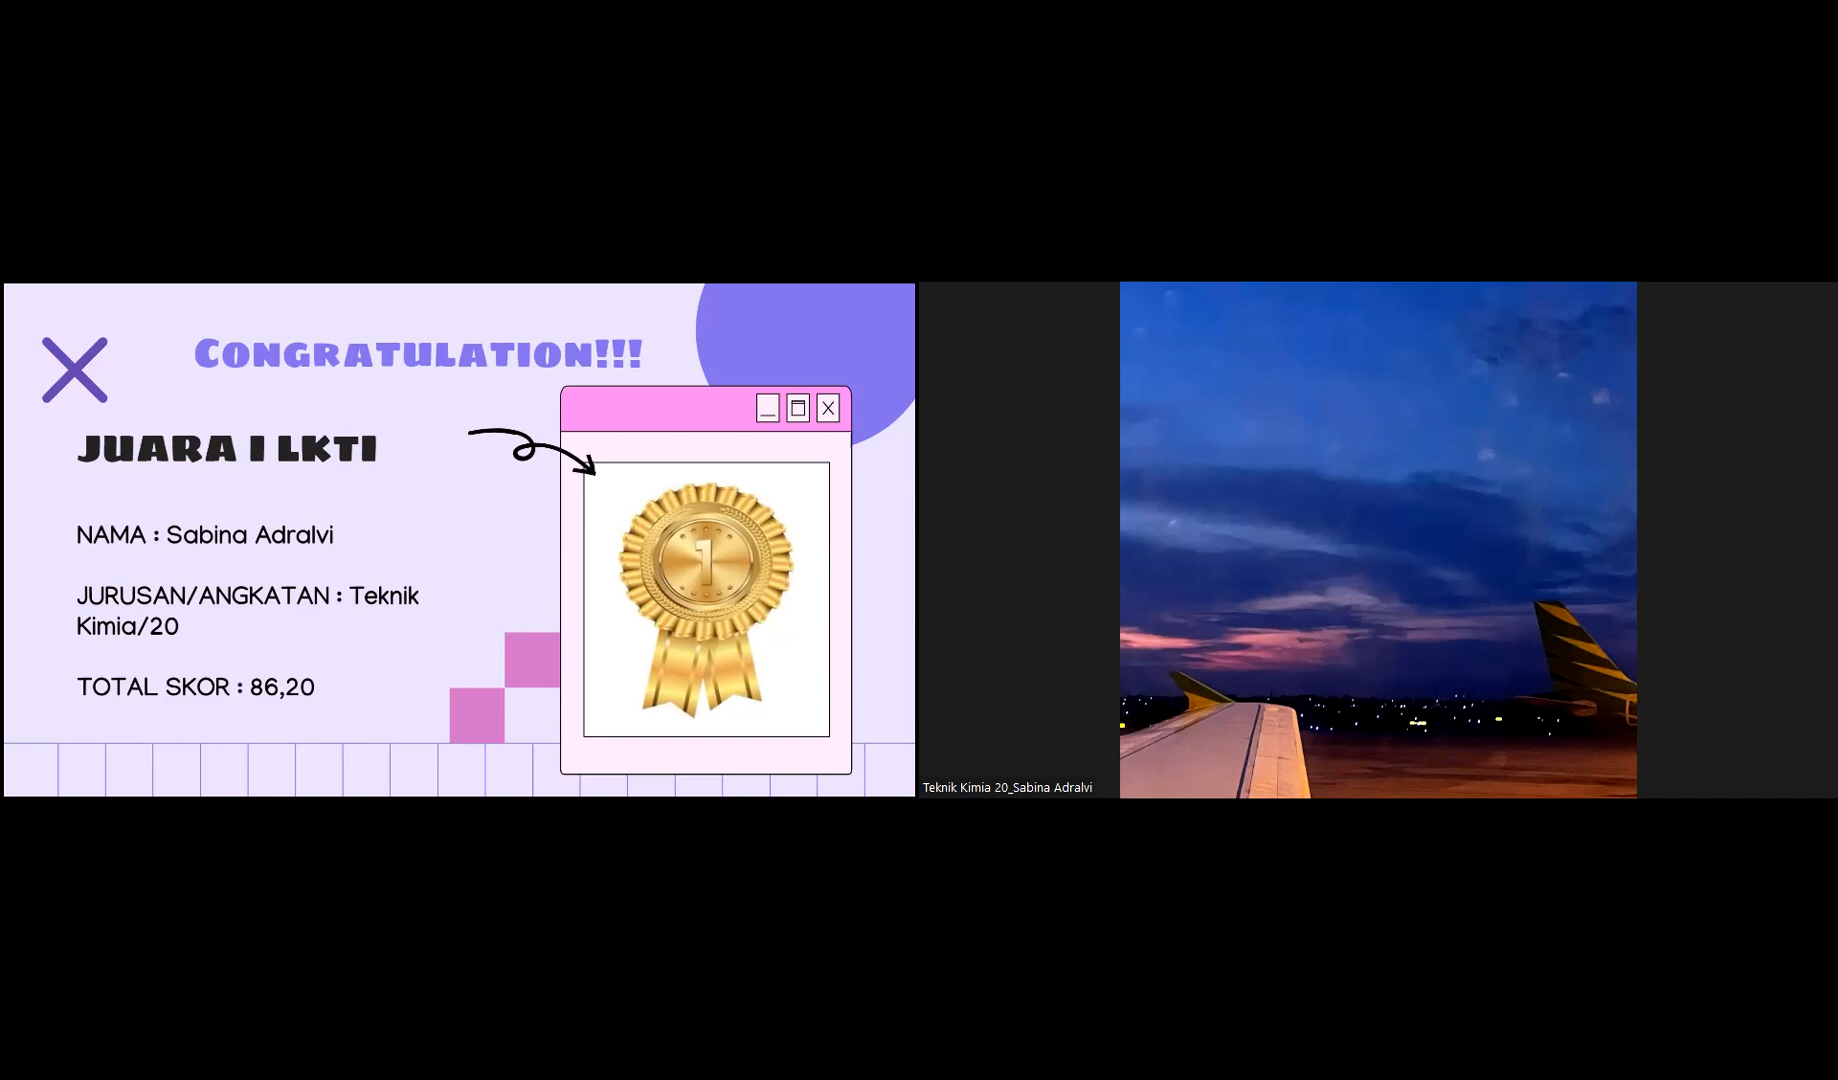 CONGRATULATION!!!
JUARA I LKTI
NAMA : Sabina Adralvi
JURUSAN/ANGKATAN : Teknik
Kimia/20
TOTAL SKOR : 86,20
1
Teknik Kimia 20_Sabina Adralvi